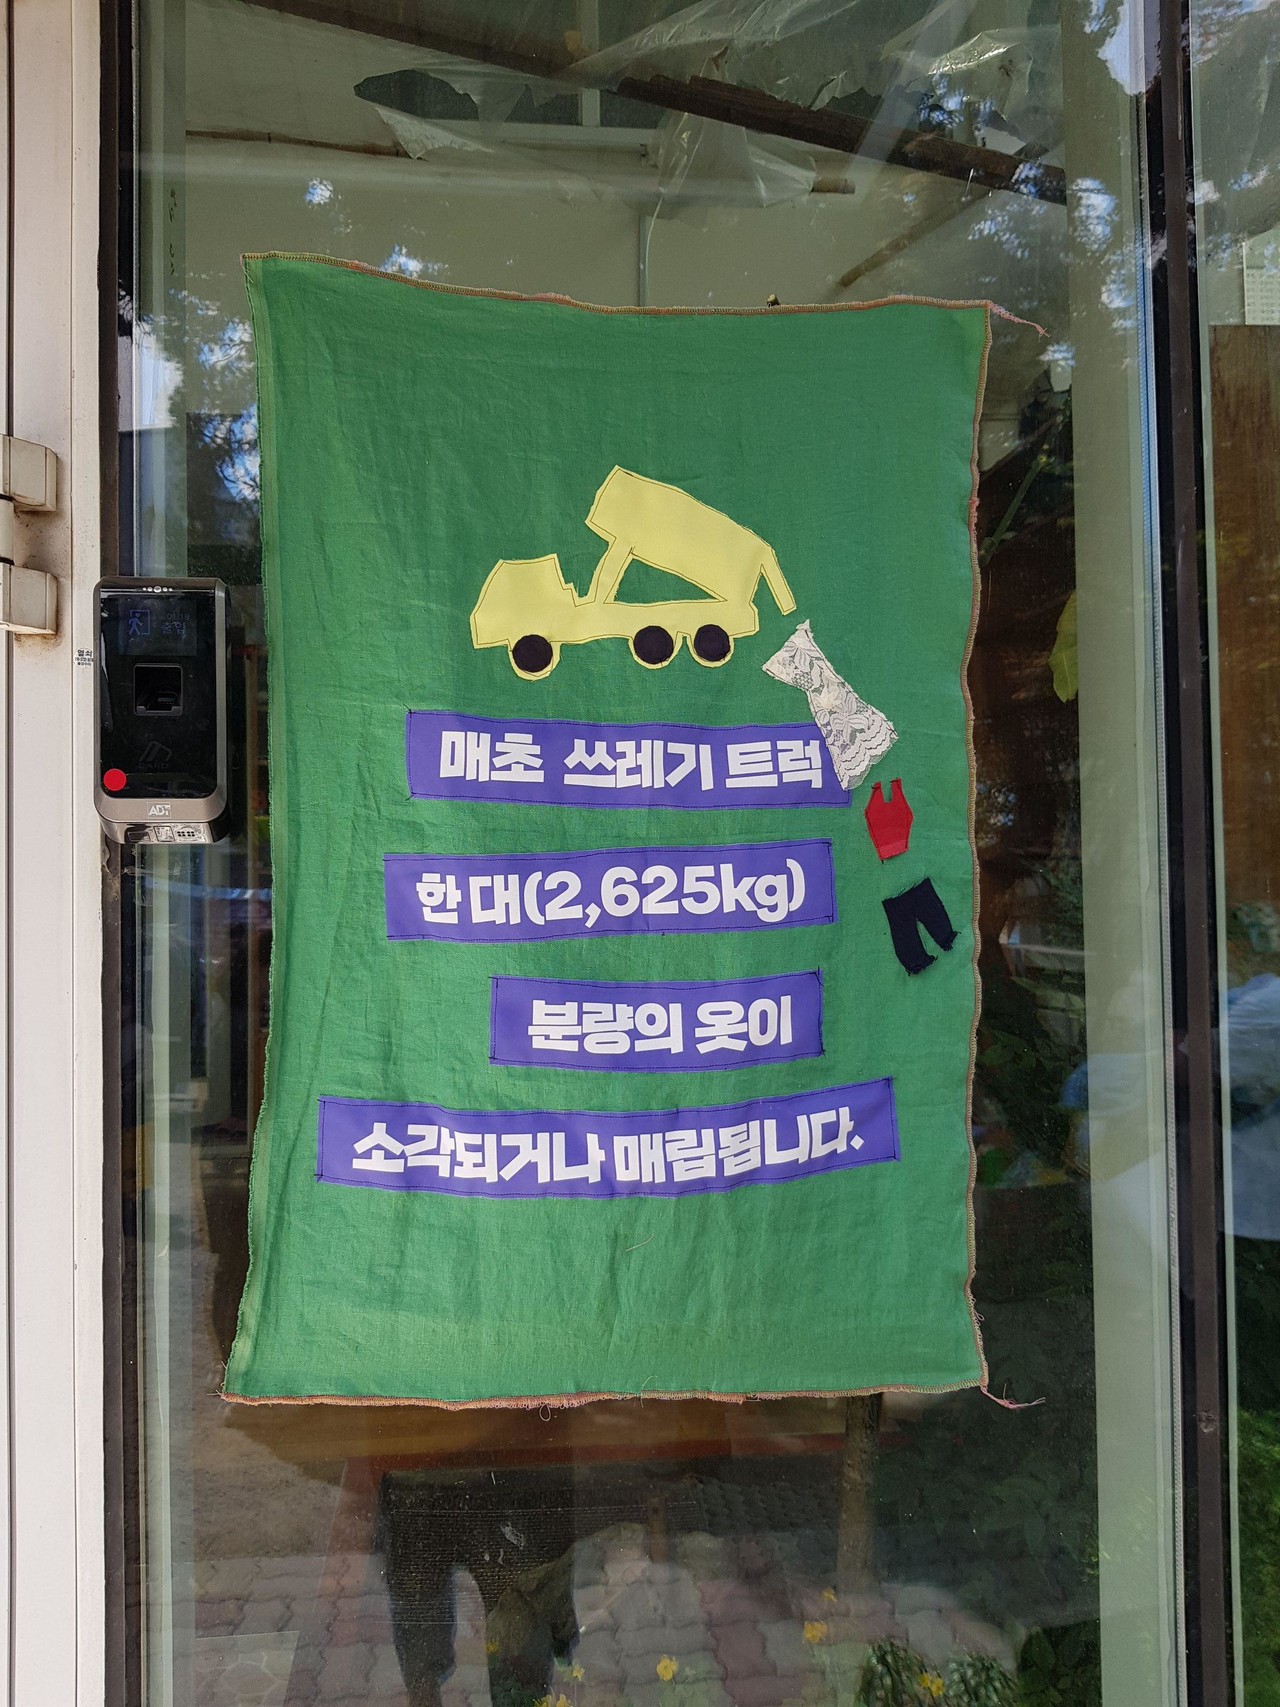 매초 쓰레기 트럭
한 대(2,625kg)
분량의 옷이
소각되거나 매립됩니다.
ADT